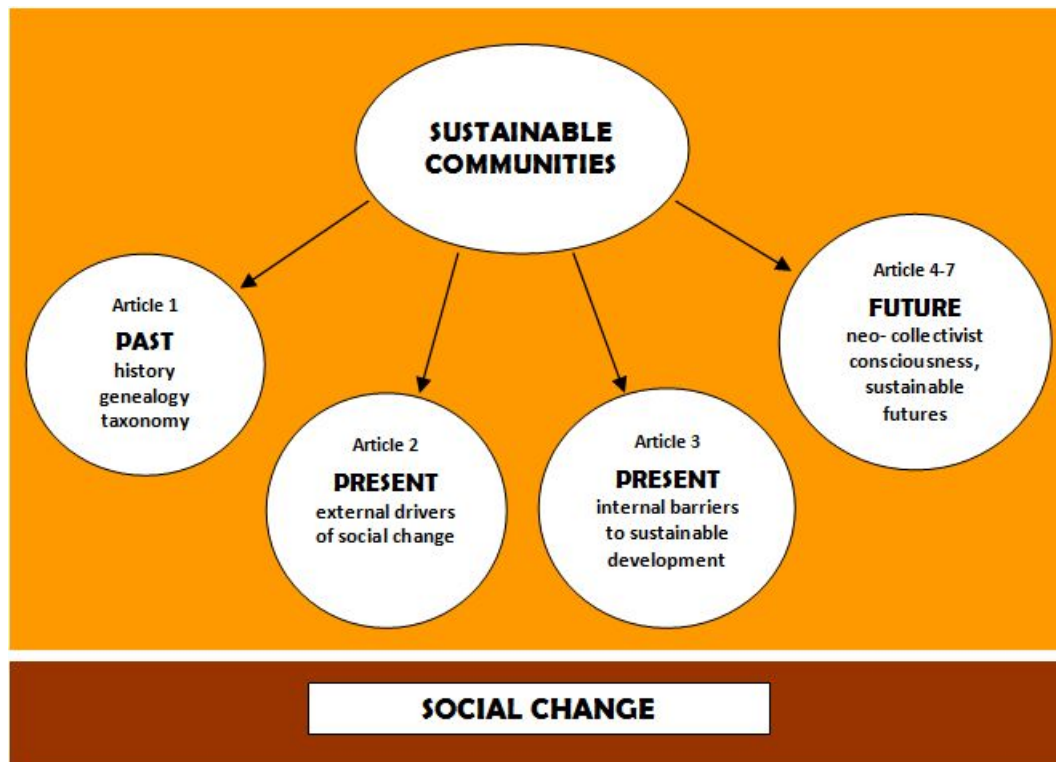 SUSTAINABLE
COMMUNITIES
Article 1
PAST
history
genealogy
taxonomy
Article 2
PRESENT
external drivers
of social change
Article 3
PRESENT
internal barriers
to sustainable
development
Article 4-7
FUTURE
neo- collectivist
consciousness,
sustainable
futures
SOCIAL CHANGE